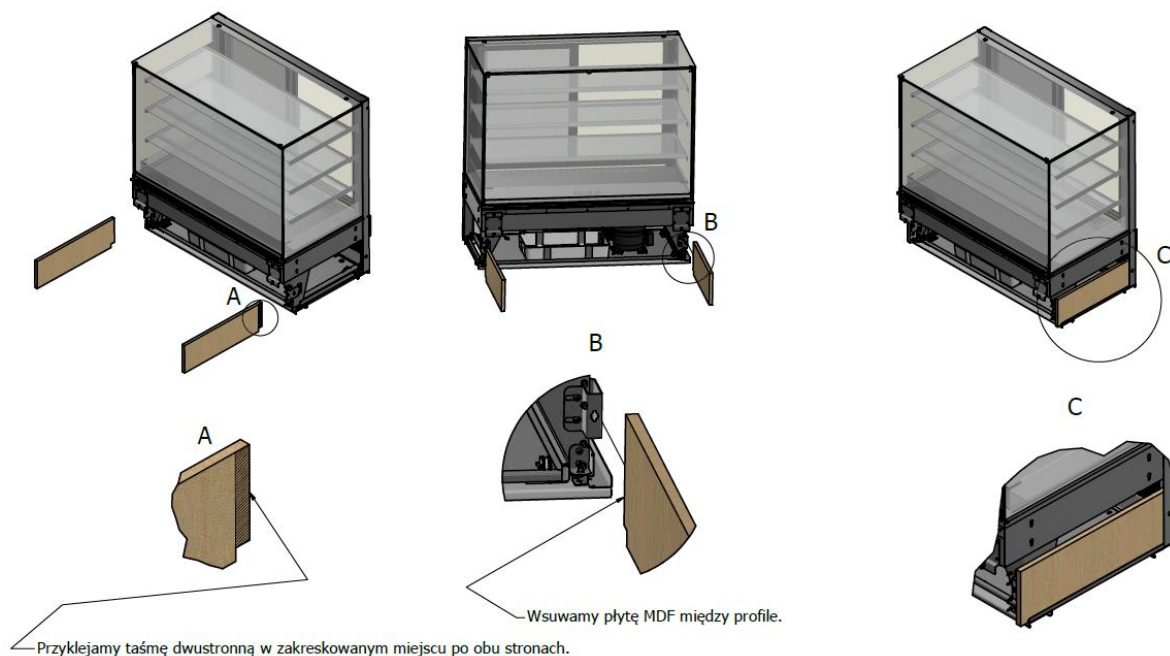 A
B
C
A
B
C
Wsuwamy płytę MDF między profile.
Przyklejamy taśmę dwustronną w zakreskowanym miejscu po obu stronach.